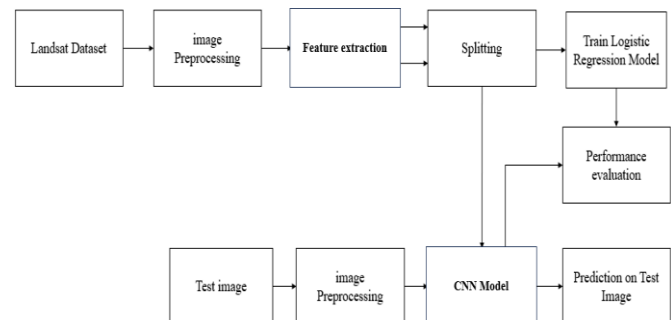 Landsat Dataset
image
Preprocessing
Feature extraction
Splitting
Train Logistic
Regression Model
Performance
evaluation
Test image
image
Preprocessing
CNN Model
Prediction on Test
Image